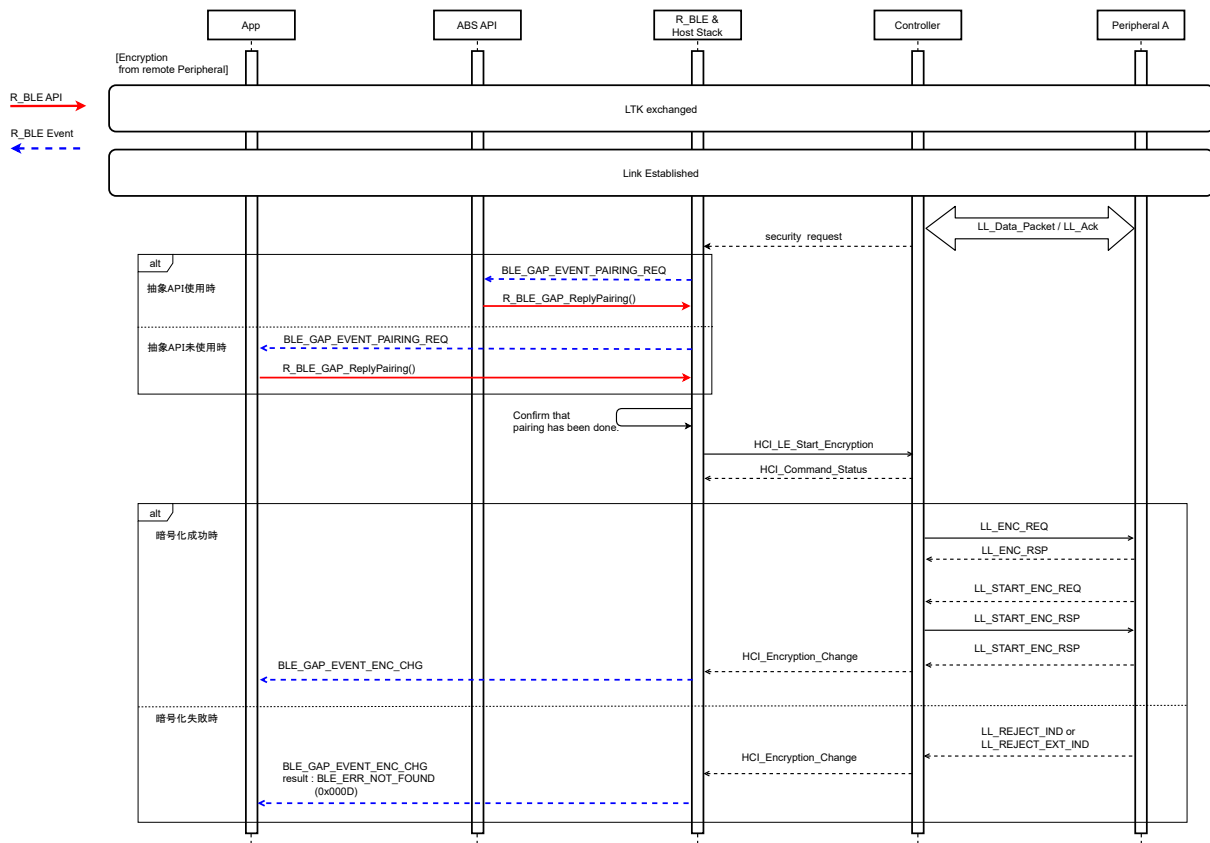 App
ABS API
R_BLE &
Host Stack
Controller
Peripheral A
[Encryption
from remote Peripheral]
R_BLE API
LTK exchanged
R_BLE Event
Link Established
LL_Data_Packet / LL_Ack
security request
alt
抽象API使用時
BLE_GAP_EVENT_PAIRING_REQ
R_BLE_GAP_ReplyPairing()
抽象API未使用時
BLE_GAP_EVENT_PAIRING_REQ
R_BLE_GAP_ReplyPairing()
Confirm that
pairing has been done.
HCI_LE_Start_Encryption
HCI_Command_Status
alt
暗号化成功時
LL_ENC_REQ
LL_ENC_RSP
LL_START_ENC_REQ
LL_START_ENC_RSP
LL_START_ENC_RSP
HCI_Encryption_Change
BLE_GAP_EVENT_ENC_CHG
暗号化失敗時
LL_REJECT_IND or
LL_REJECT_EXT_IND
HCI_Encryption_Change
BLE_GAP_EVENT_ENC_CHG
result : BLE_ERR_NOT_FOUND
(0x000D)